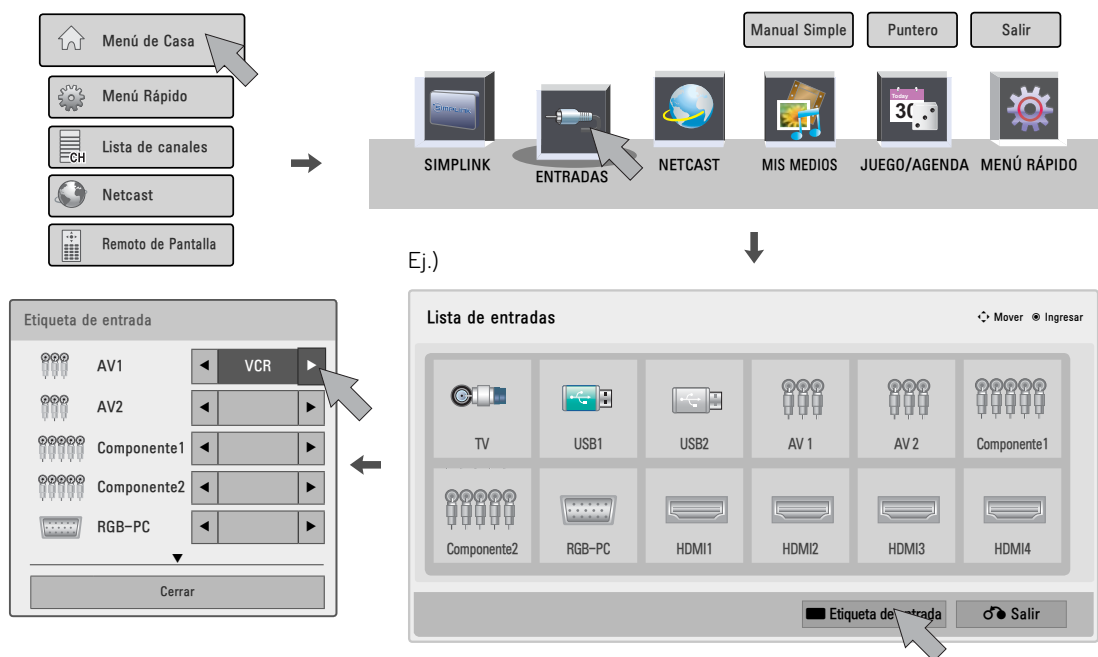 Menú de Casa
Menú Rápido
CH
Lista de canales
Netcast
Remoto de Pantalla
Manual Simple
Puntero
Salir
SIMPLINK
Today
30
SIMPLINK
ENTRADAS
NETCAST
MIS MEDIOS
JUEGO/AGENDA
MENÚ RÁPIDO
Ej.)
Lista de entradas
Mover
Ingresar
TV
USB1
USB2
AV 1
AV 2
Componente1
Componente2
RGB-PC
HDMI1
HDMI2
HDMI3
HDMI4
Etiqueta de entrada
Salir
Etiqueta de entrada
AV1
VCR
AV2
Componente1
Componente2
RGB-PC
Cerrar